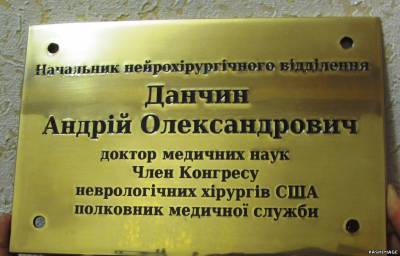 Начальник нейрохірургічного відділення
Данчин
Андрій Олександрович
доктор медичних наук
Член Конгресу
неврологічних хірургів США
полковник медичної служби